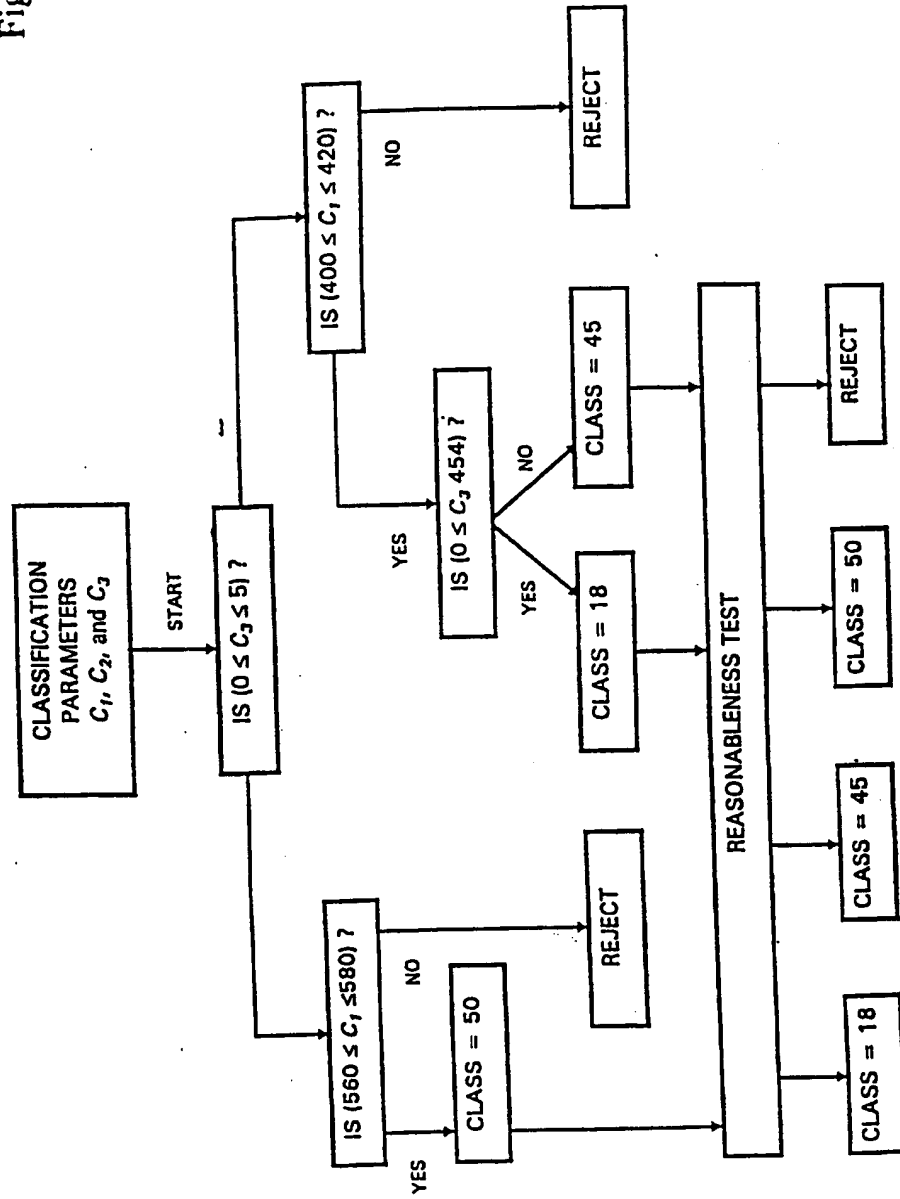 Fig
CLASSIFICATION
PARAMETERS
C₁, C₂, and C₃
START
IS (0 ≤ C₃ ≤ 5) ?
IS (560 ≤ C₁ ≤580) ?
IS (400 ≤ C₁ ≤ 420) ?
YES
NO
YES
NO
CLASS = 50
REJECT
IS (0 ≤ C₃ 454) ?
REJECT
YES
NO
CLASS = 18
CLASS = 45
REASONABLENESS TEST
CLASS = 18
CLASS = 45
CLASS = 50
REJECT